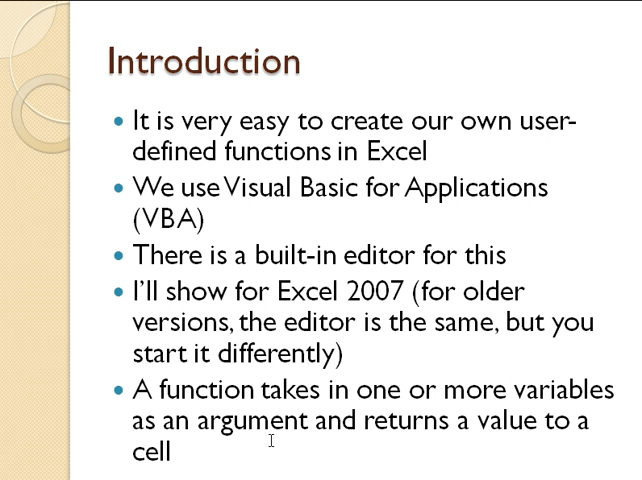 Introduction
• It is very easy to create our own user-
defined functions in Excel
• We use Visual Basic for Applications
(VBA)
• There is a built-in editor for this
• I'll show for Excel 2007 (for older
versions, the editor is the same, but you
start it differently)
• A function takes in one or more variables
as an argument and returns a value to a
cell